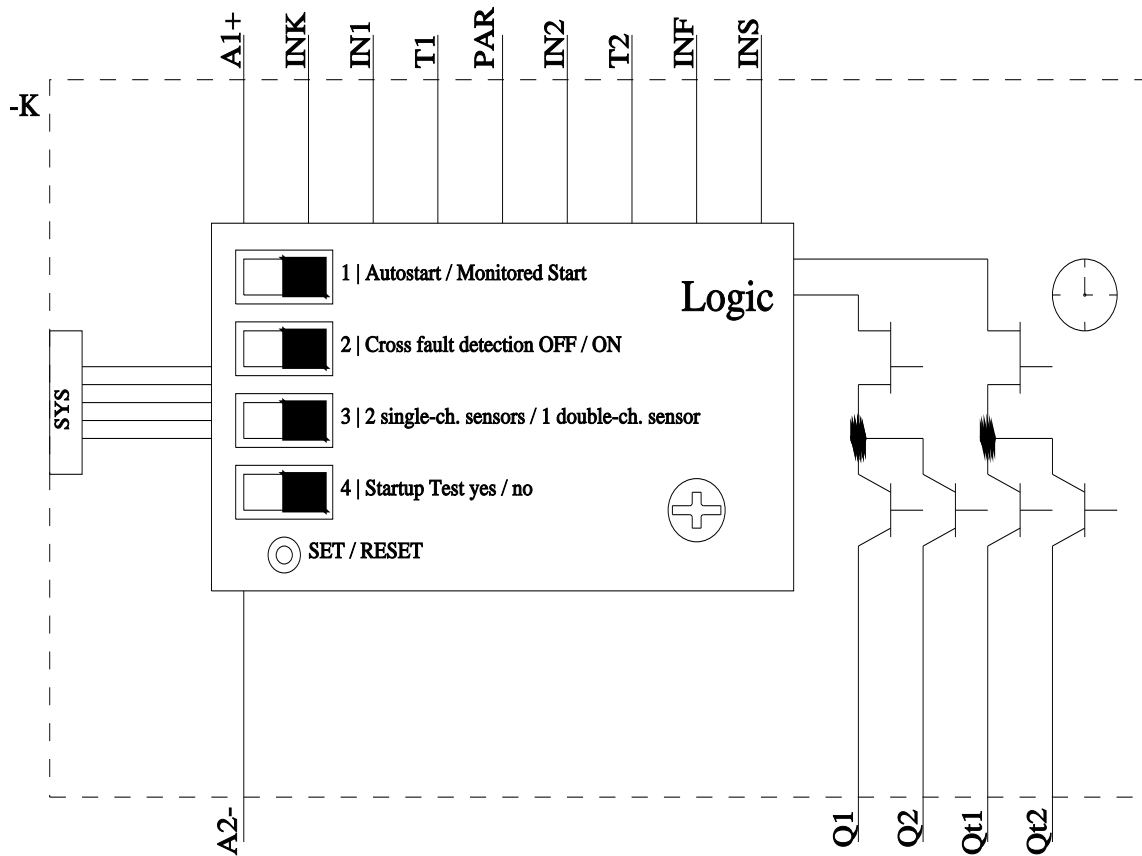 A1+
INK
IN1
T1
PAR
IN2
T2
INF
INS
-K
1 | Autostart / Monitored Start
Logic
2 | Cross fault detection OFF / ON
SYS
3 | 2 single-ch. sensors / 1 double-ch. sensor
4 | Startup Test yes / no
SET / RESET
A2-
Q1
Q2
Qt1
Qt2